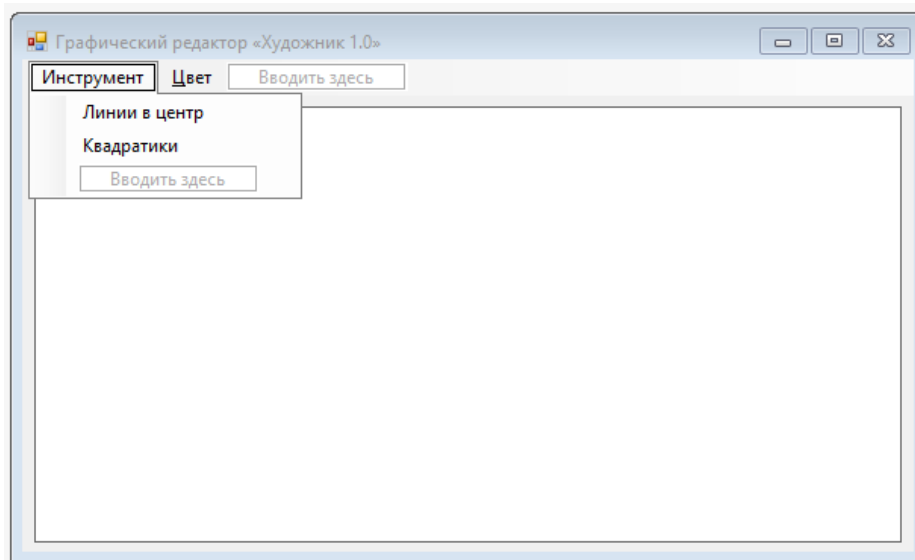 Графический редактор «Художник 1.0»
Инструмент Цвет Вводить здесь
Линии в центр
Квадратики
Вводить здесь